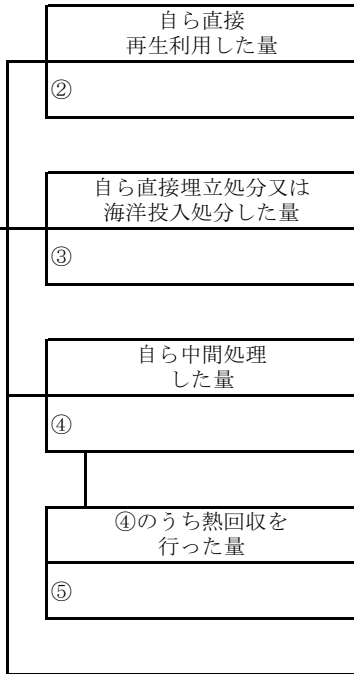 自ら直接
再生利用した量
②
自ら直接埋立処分又は
海洋投入処分した量
③
自ら中間処理
した量
④
④のうち熱回収を
行った量
⑤